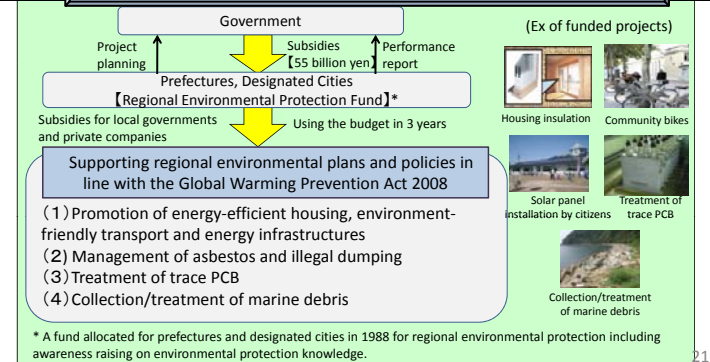 Government
(Ex of funded projects)
Project
planning
Subsidies
【55 billion yen】
Performance
report
Prefectures, Designated Cities
【Regional Environmental Protection Fund】*
Subsidies for local governments
and private companies
Using the budget in 3 years
Housing insulation
Community bikes
Supporting regional environmental plans and policies in
line with the Global Warming Prevention Act 2008
Solar panel
installation by citizens
Treatment of
trace PCB
(1)Promotion of energy-efficient housing, environment-
friendly transport and energy infrastructures
(2) Management of asbestos and illegal dumping
(3)Treatment of trace PCB
(4)Collection/treatment of marine debris
Collection/treatment
of marine debris
* A fund allocated for prefectures and designated cities in 1988 for regional environmental protection including
awareness raising on environmental protection knowledge.
21